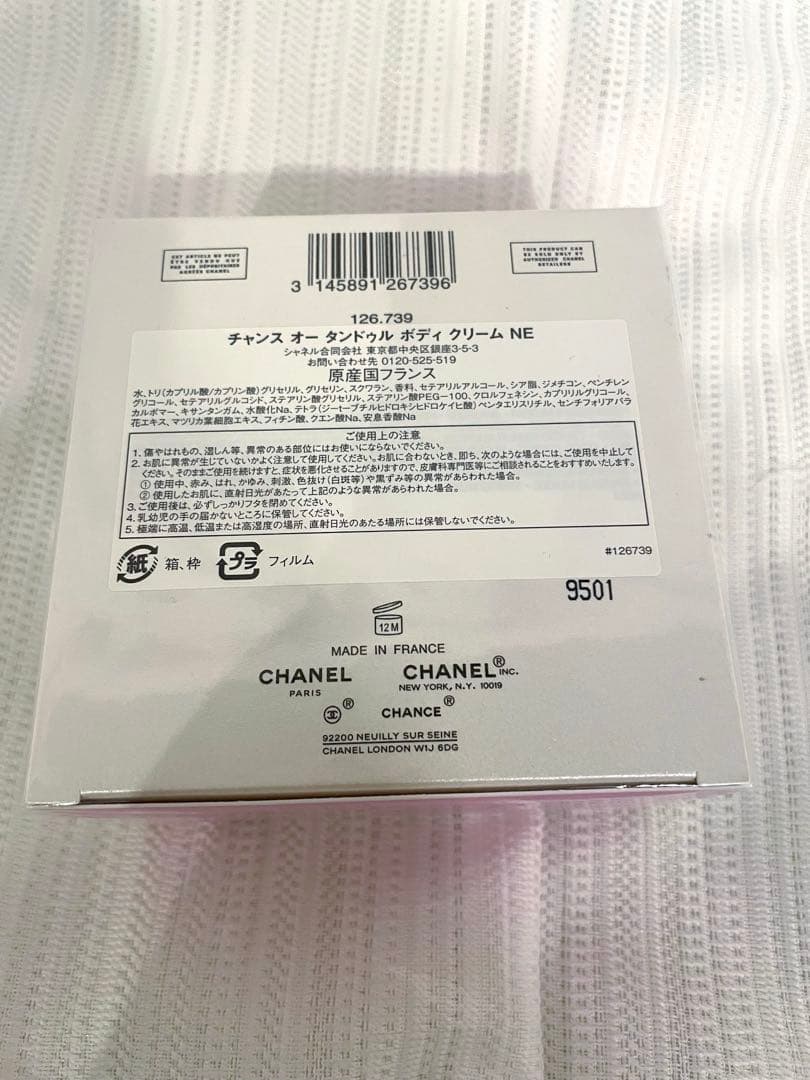 CET ARTICLE NE PEUT
ÊTRE VENDU QUE
PAR LES DÉPOSITAIRES
AGRÉÉS CHANEL
THIS PRODUCT CAN
BE SOLD ONLY BY
AUTHORIZED CHANEL
RETAILERS
3 145891 267396
126.739
チャンス オー タンドゥル ボディ クリーム NE
シャネル合同会社 東京都中央区銀座3-5-3
お問い合わせ先 0120-525-519
原産国フランス
水、トリ(カプリル酸/カプリン酸)グリセリル、グリセリン、スクワラン、香料、セテアリルアルコール、シア脂、ジメチコン、ペンチレン
グリコール、セテアリルグルコシド、ステアリン酸グリセリル、ステアリン酸PEG-100、クロルフェネシン、カプリリルグリコール、
カルボマー、キサンタンガム、水酸化Na、テトラ(ジ-t-ブチルヒドロキシヒドロケイヒ酸)ペンタエリスリチル、センチフォリアバラ
花エキス、マツリカ葉細胞エキス、フィチン酸、クエン酸Na、安息香酸Na
ご使用上の注意
1. 傷やはれもの、湿しん等、異常のある部位にはお使いにならないでください。
2. お肌に異常が生じていないかよく注意して使用してください。お肌に合わないとき、即ち、次のような場合には、ご使用を中止して
ください。そのままご使用を続けますと、症状を悪化させることがありますので、皮膚科専門医等にご相談されることをおすすめいたします。
① 使用中、赤み、はれ、かゆみ、刺激、色抜け(白斑等)や黒ずみ等の異常があらわれた場合。
② 使用したお肌に、直射日光があたって上記のような異常があらわれた場合。
3. ご使用後は、必ずしっかりフタを閉めてください。
4. 乳幼児の手の届かないところに保管してください。
5. 極端に高温、低温または高湿度の場所、直射日光のあたる場所には保管しないでください。
紙 箱、枠 プラ フィルム
#126739
9501
12M
MADE IN FRANCE
CHANEL CHANEL® INC.
PARIS NEW YORK, N.Y. 10019
® CHANCE®
92200 NEUILLY SUR SEINE
CHANEL LONDON W1J 6DG